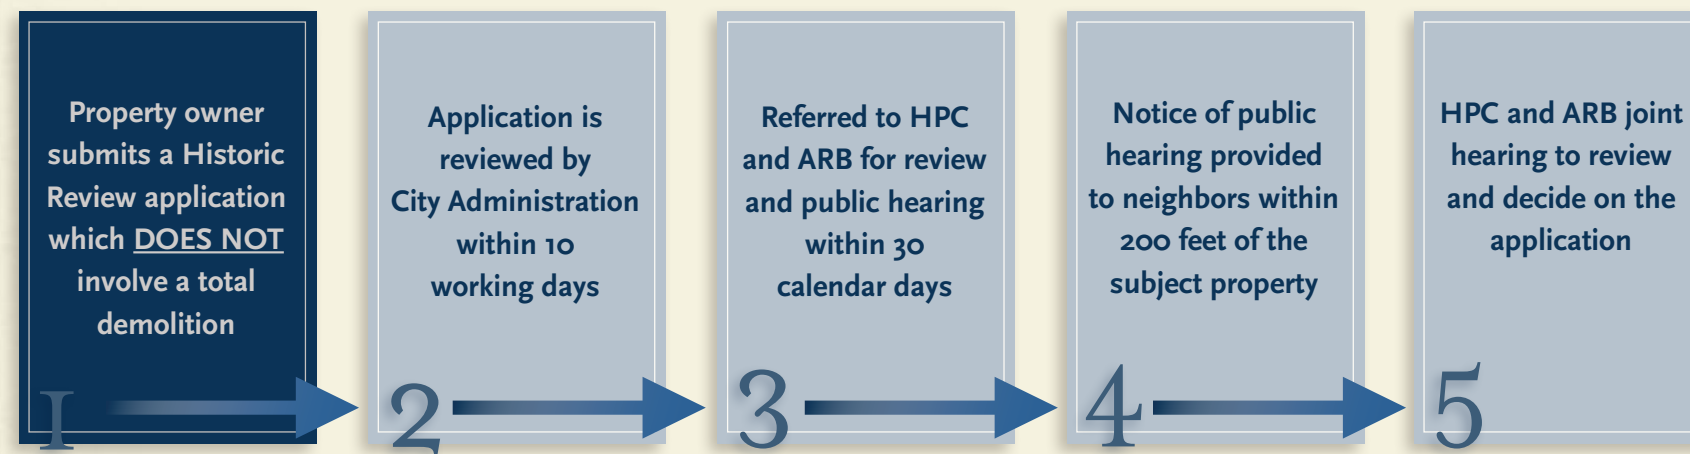 Property owner
submits a Historic
Review application
which DOES NOT
involve a total
demolition
1
Application is
reviewed by
City Administration
within 10
working days
2
Referred to HPC
and ARB for review
and public hearing
within 30
calendar days
3
Notice of public
hearing provided
to neighbors within
200 feet of the
subject property
4
HPC and ARB joint
hearing to review
and decide on the
application
5